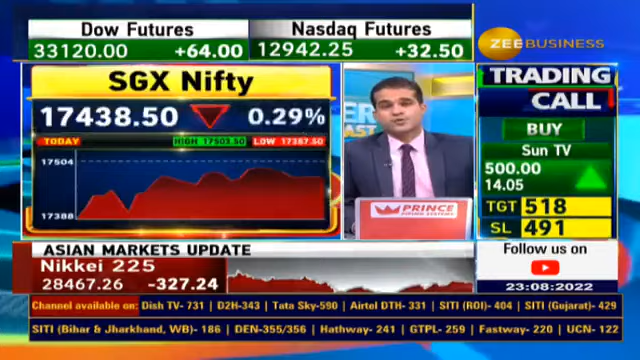 Dow Futures
33120.00 +64.00
Nasdaq Futures
12942.25 +32.50
ZEE BUSINESS
SGX Nifty
17438.50 0.29%
TODAY HIGH 17503.50 LOW 17387.50
17504
17388
PRINCE
PIPING SYSTEMS
TRADING
CALL
BUY
Sun TV
500.00
14.05
TGT 518
SL 491
ASIAN MARKETS UPDATE
Nikkei 225
28467.26 -327.24
Follow us on
23:08:2022
Channel available on: Dish TV- 731 | D2H-343 | Tata Sky-590 | Airtel DTH- 331 | SITI (ROI)- 404 | SITI (Gujarat)- 429
SITI (Bihar & Jharkhand, WB)- 186 | DEN-355/356 | Hathway- 241 | GTPL- 259 | Fastway- 220 | UCN- 122